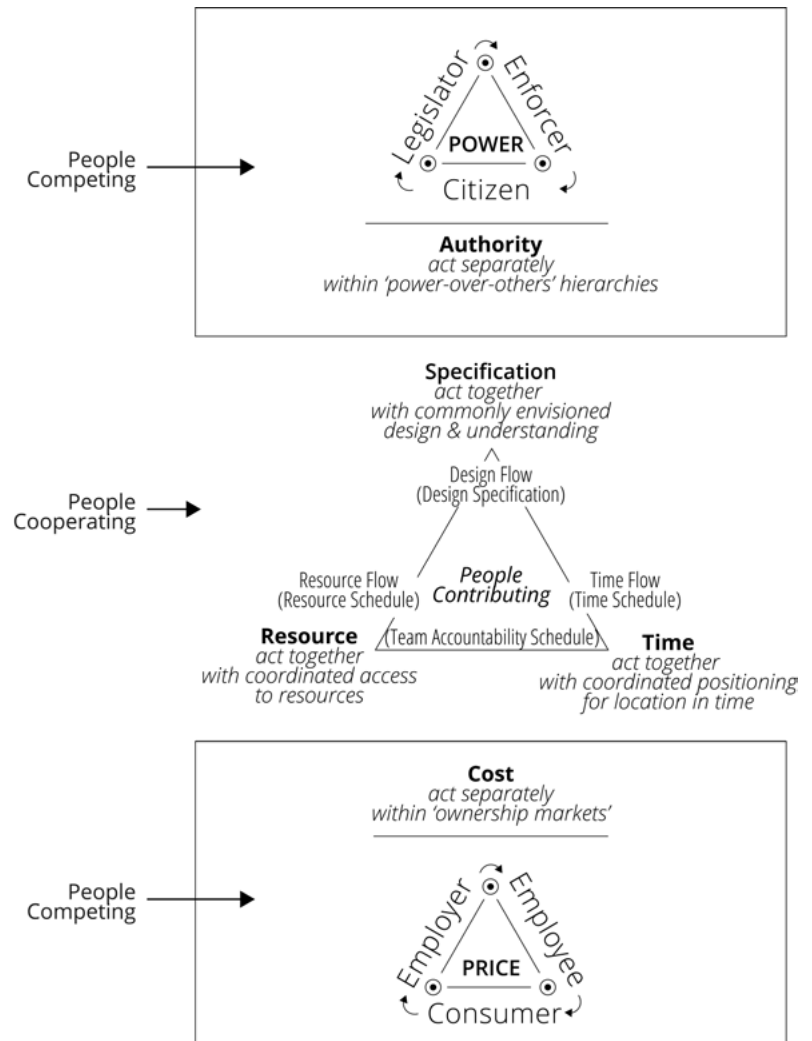 People
Competing
Legislator
Enforcer
POWER
Citizen
Authority
act separately
within ‘power-over-others’ hierarchies
Specification
act together
with commonly envisioned
design & understanding
People
Cooperating
Design Flow
(Design Specification)
Resource Flow
(Resource Schedule)
People
Contributing
Time Flow
(Time Schedule)
(Team Accountability Schedule)
Resource
act together
with coordinated access
to resources
Time
act together
with coordinated positioning
for location in time
People
Competing
Cost
act separately
within ‘ownership markets’
Employer
Employee
PRICE
Consumer